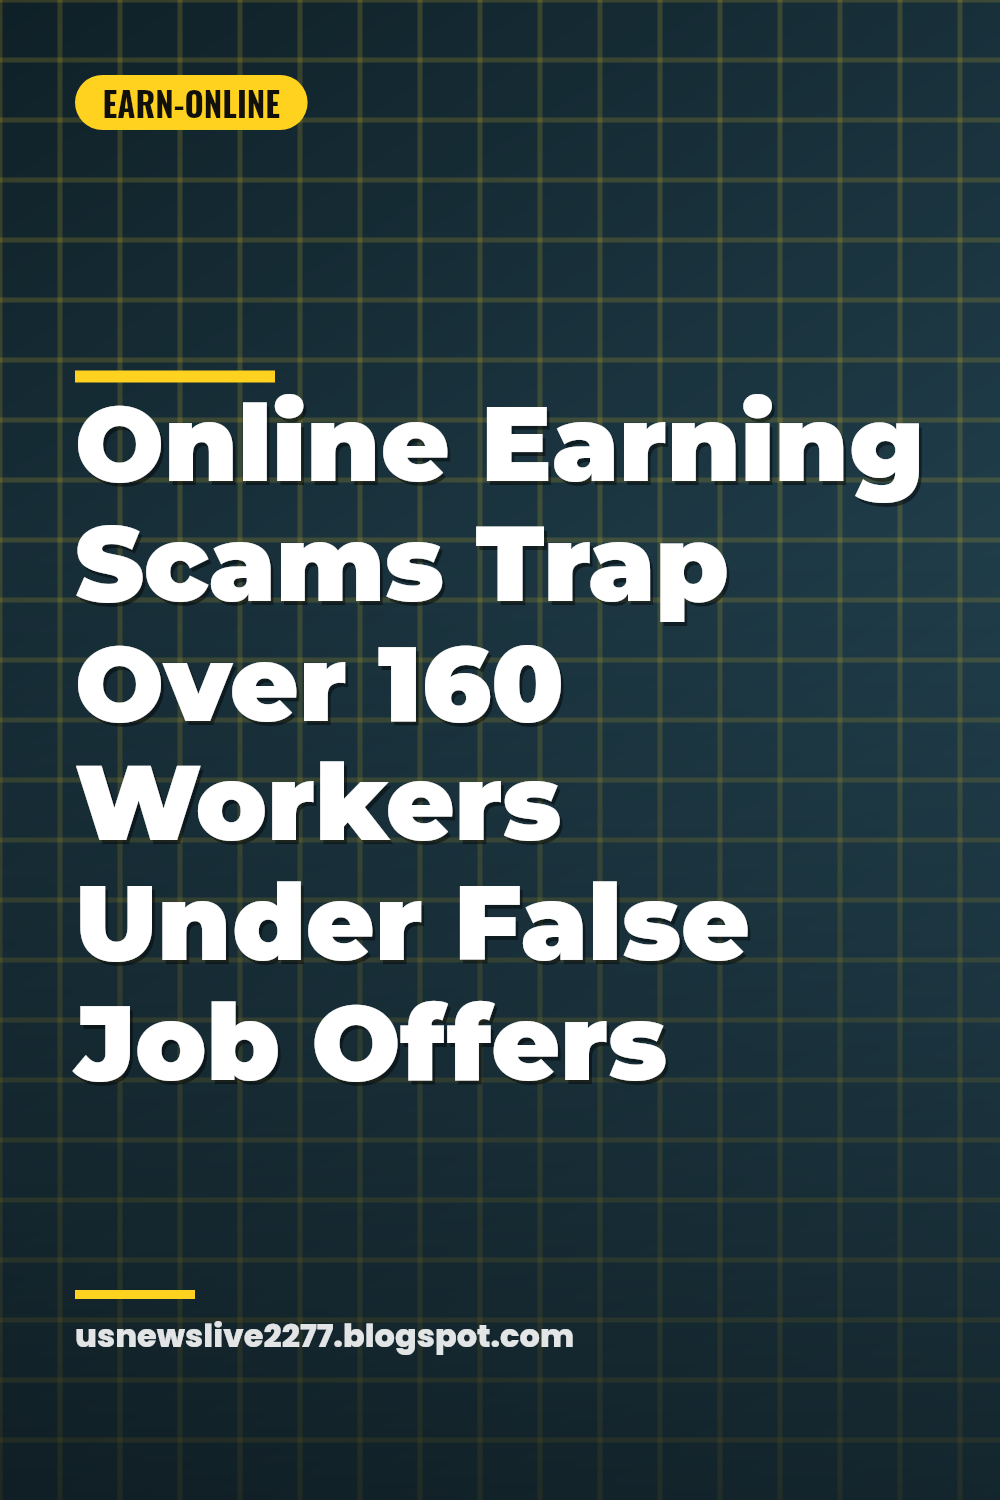 EARN-ONLINE
Online Earning
Scams Trap
Over 160
Workers
Under False
Job Offers
usnewslive2277.blogspot.com